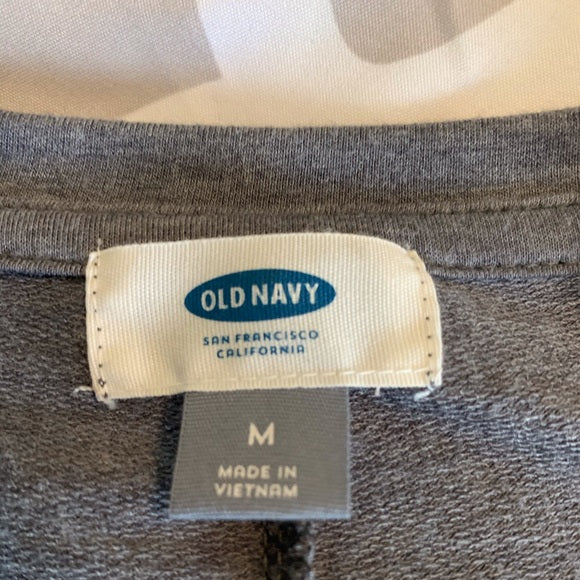 OLD NAVY
SAN FRANCISCO
CALIFORNIA
M
MADE IN
VIETNAM